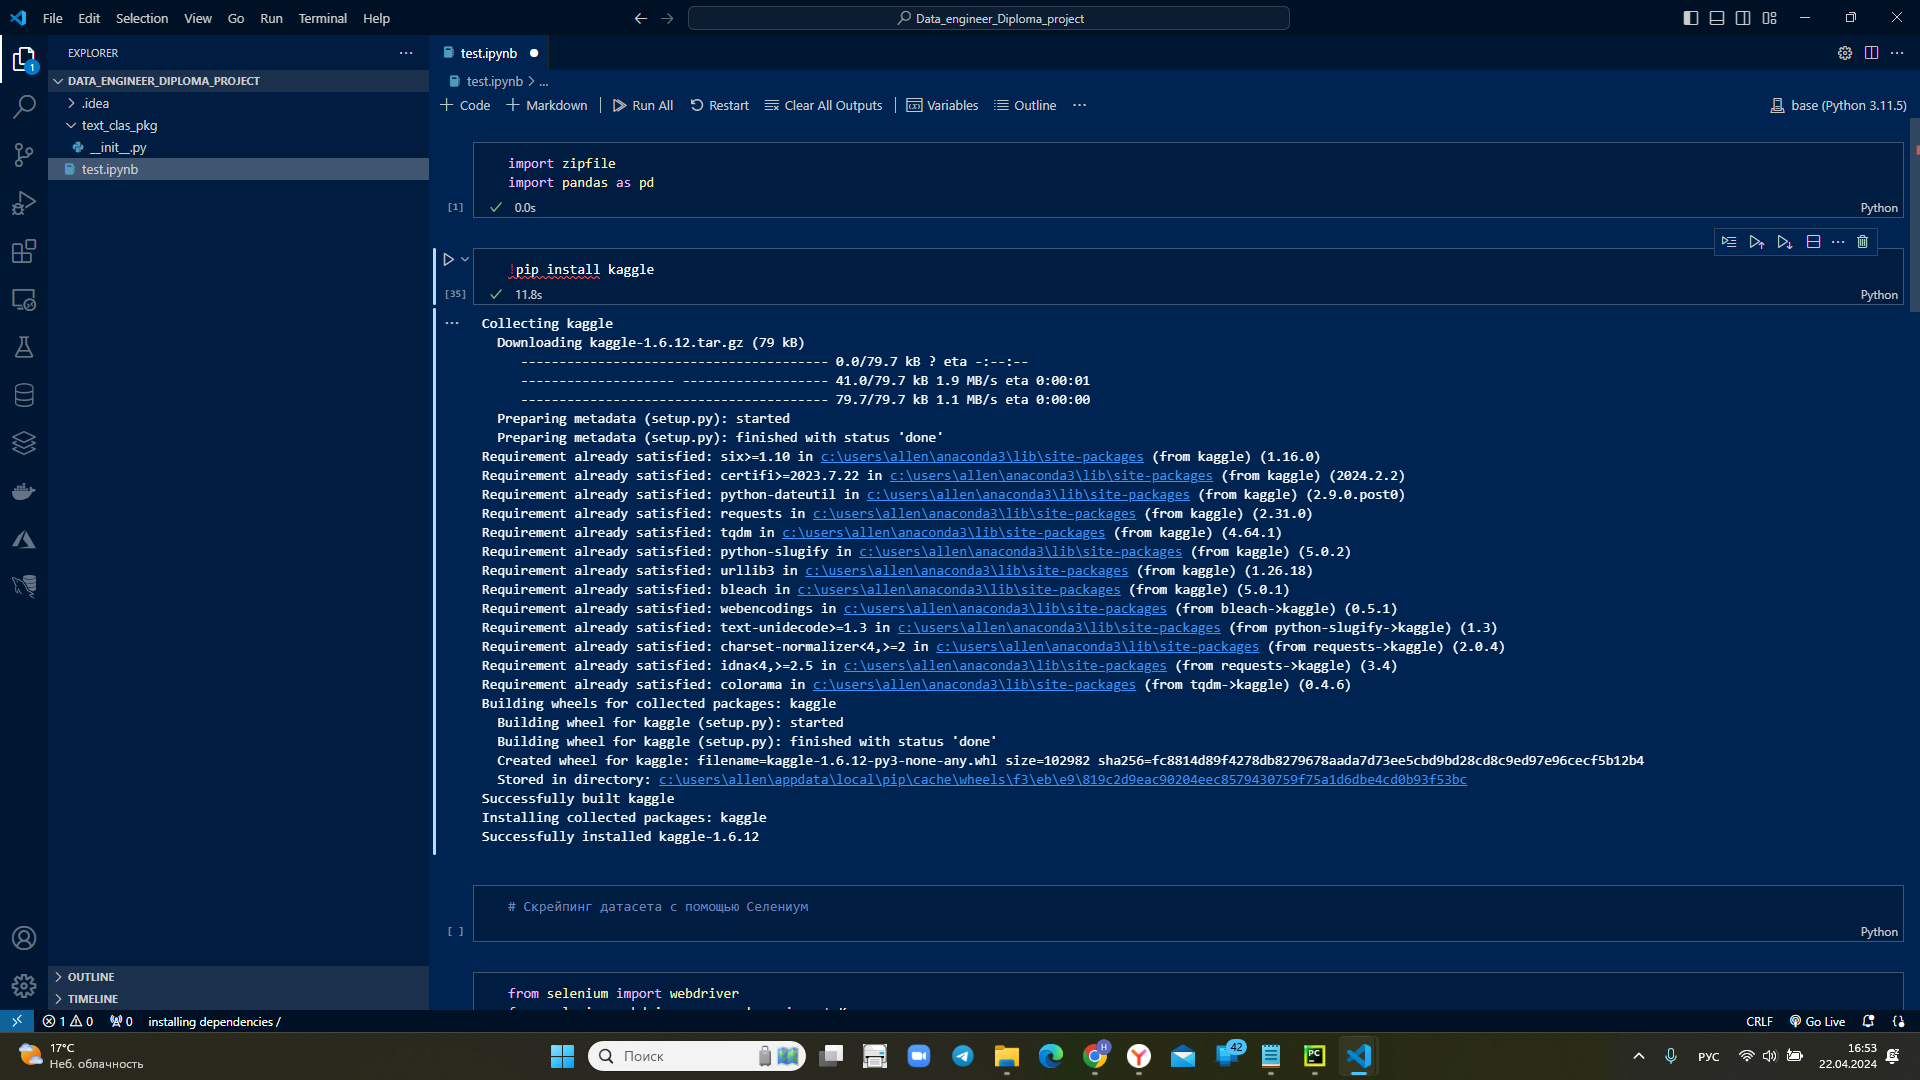 File Edit Selection View Go Run Terminal Help
Data_engineer_Diploma_project
EXPLORER
DATA_ENGINEER_DIPLOMA_PROJECT
.idea
text_clas_pkg
__init__.py
test.ipynb
OUTLINE
TIMELINE
test.ipynb
test.ipynb > ...
Code Markdown Run All Restart Clear All Outputs Variables Outline ...
base (Python 3.11.5)
import zipfile
import pandas as pd
[1] 0.0s
Python
!pip install kaggle
[35] 11.8s
Python
Collecting kaggle
Downloading kaggle-1.6.12.tar.gz (79 kB)
---------------------------------------- 0.0/79.7 kB ? eta -:--:--
-------------------- ------------------- 41.0/79.7 kB 1.9 MB/s eta 0:00:01
---------------------------------------- 79.7/79.7 kB 1.1 MB/s eta 0:00:00
Preparing metadata (setup.py): started
Preparing metadata (setup.py): finished with status 'done'
Requirement already satisfied: six>=1.10 in c:\users\allen\anaconda3\lib\site-packages (from kaggle) (1.16.0)
Requirement already satisfied: certifi>=2023.7.22 in c:\users\allen\anaconda3\lib\site-packages (from kaggle) (2024.2.2)
Requirement already satisfied: python-dateutil in c:\users\allen\anaconda3\lib\site-packages (from kaggle) (2.9.0.post0)
Requirement already satisfied: requests in c:\users\allen\anaconda3\lib\site-packages (from kaggle) (2.31.0)
Requirement already satisfied: tqdm in c:\users\allen\anaconda3\lib\site-packages (from kaggle) (4.64.1)
Requirement already satisfied: python-slugify in c:\users\allen\anaconda3\lib\site-packages (from kaggle) (5.0.2)
Requirement already satisfied: urllib3 in c:\users\allen\anaconda3\lib\site-packages (from kaggle) (1.26.18)
Requirement already satisfied: bleach in c:\users\allen\anaconda3\lib\site-packages (from kaggle) (5.0.1)
Requirement already satisfied: webencodings in c:\users\allen\anaconda3\lib\site-packages (from bleach->kaggle) (0.5.1)
Requirement already satisfied: text-unidecode>=1.3 in c:\users\allen\anaconda3\lib\site-packages (from python-slugify->kaggle) (1.3)
Requirement already satisfied: charset-normalizer<4,>=2 in c:\users\allen\anaconda3\lib\site-packages (from requests->kaggle) (2.0.4)
Requirement already satisfied: idna<4,>=2.5 in c:\users\allen\anaconda3\lib\site-packages (from requests->kaggle) (3.4)
Requirement already satisfied: colorama in c:\users\allen\anaconda3\lib\site-packages (from tqdm->kaggle) (0.4.6)
Building wheels for collected packages: kaggle
Building wheel for kaggle (setup.py): started
Building wheel for kaggle (setup.py): finished with status 'done'
Created wheel for kaggle: filename=kaggle-1.6.12-py3-none-any.whl size=102982 sha256=fc8814d89f4278db8279678aada7d73ee5cbd9bd28cd8c9ed97e96cecf5b12b4
Stored in directory: c:\users\allen\appdata\local\pip\cache\wheels\f3\eb\e9\819c2d9eac90204eec8579430759f75a1d6dbe4cd0b93f53bc
Successfully built kaggle
Installing collected packages: kaggle
Successfully installed kaggle-1.6.12
# Скрейпинг датасета с помощью Селениум
[ ]
Python
from selenium import webdriver
1 0 0 installing dependencies /
CRLF Go Live
17°C
Неб. облачность
Поиск
42
РУС
16:53
22.04.2024